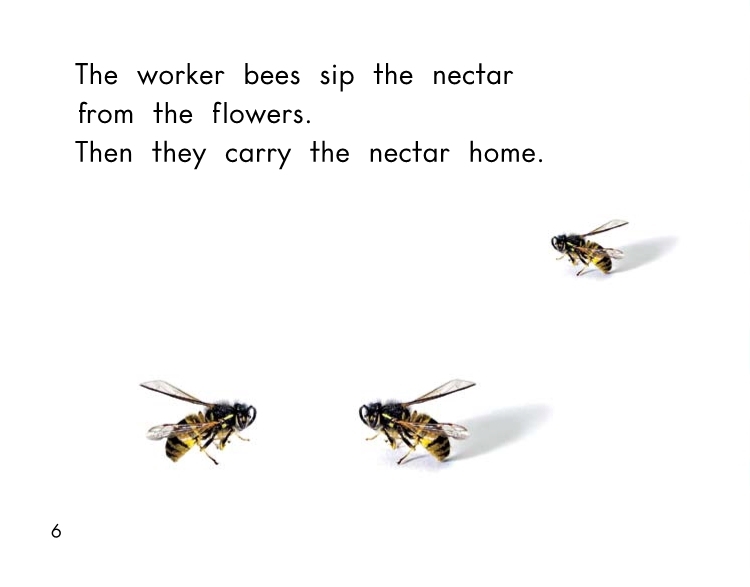 The worker bees sip the nectar
from the flowers.
Then they carry the nectar home.
6